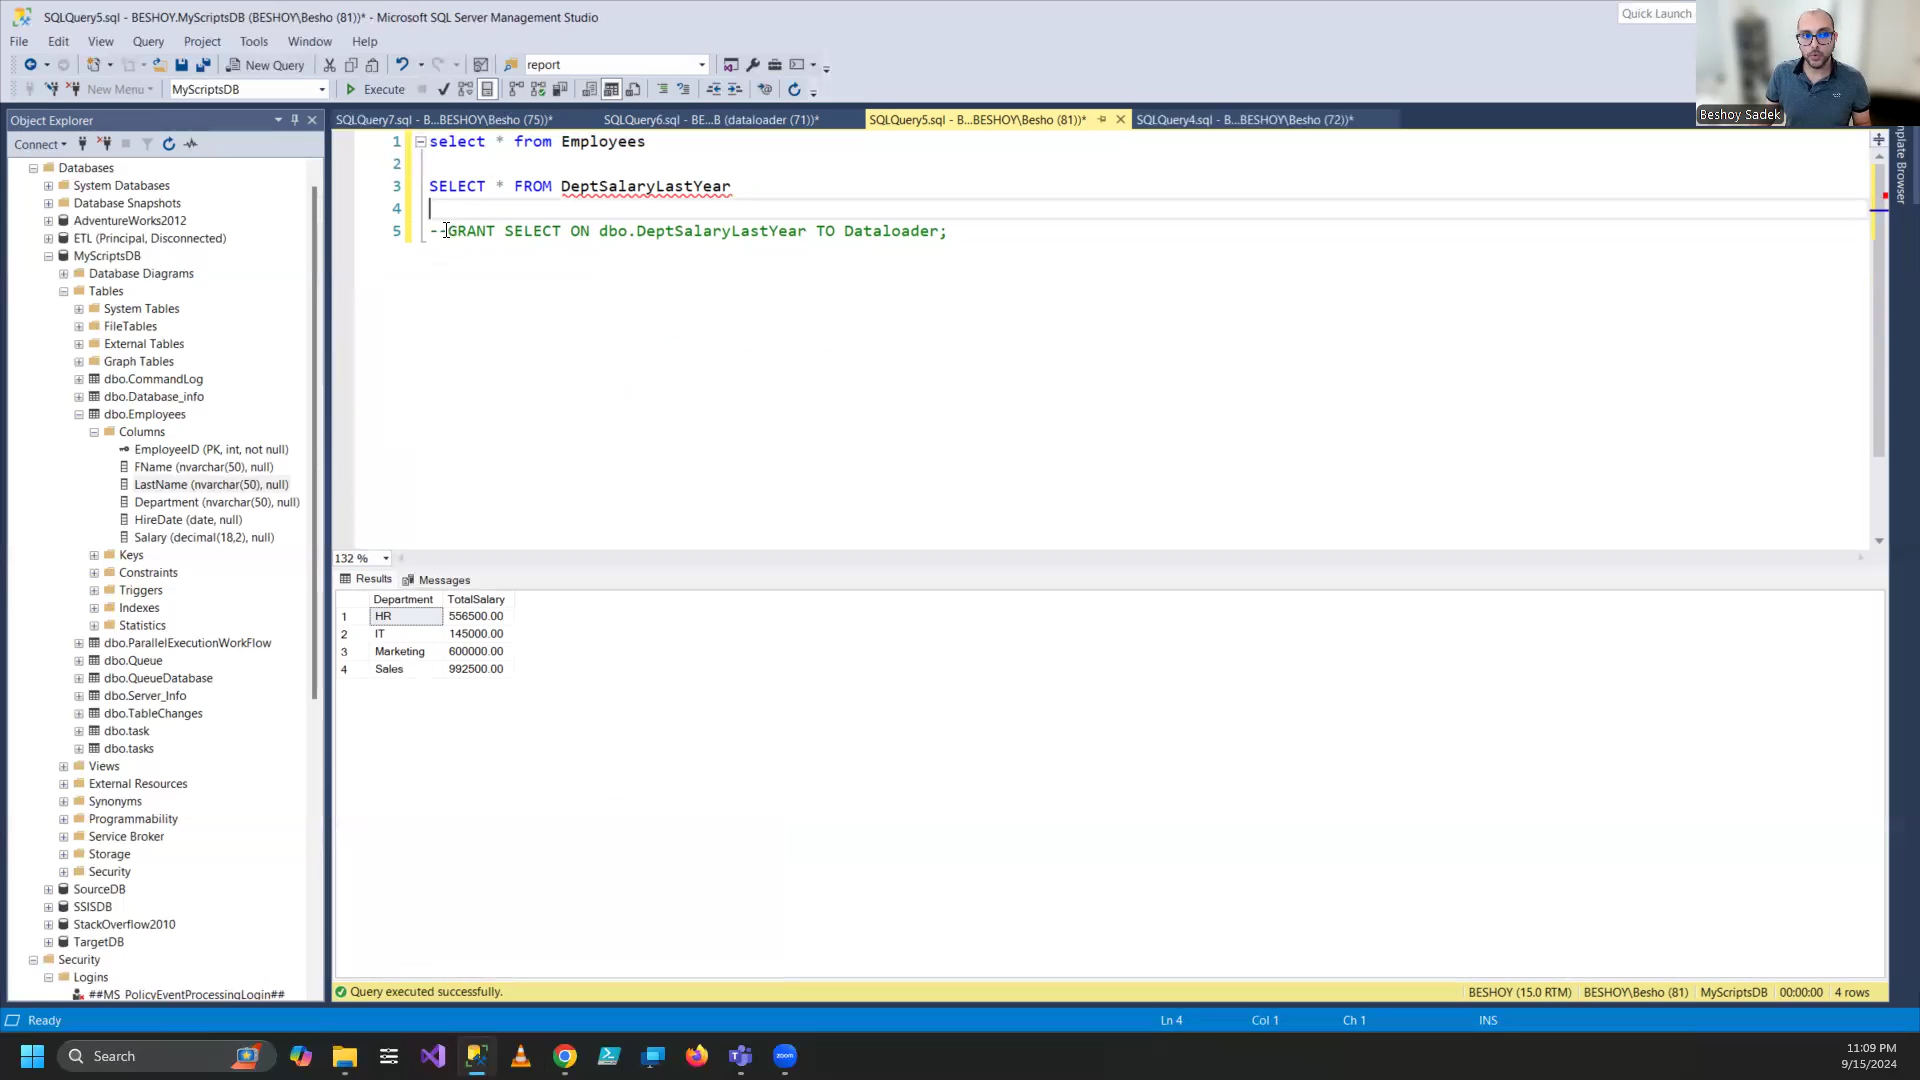 SQLQuery5.sql - BESHOY.MyScriptsDB (BESHOY\Besho (81))* - Microsoft SQL Server Management Studio
Quick Launch
File Edit View Query Project Tools Window Help
New Query report
New Menu MyScriptsDB Execute
Beshoy Sadek
Object Explorer
SQLQuery7.sql - B...BESHOY\Besho (75))* SQLQuery6.sql - BE...B (dataloader (71))* SQLQuery5.sql - B...BESHOY\Besho (81))* SQLQuery4.sql - B...BESHOY\Besho (72))*
Connect
Databases
System Databases
Database Snapshots
AdventureWorks2012
ETL (Principal, Disconnected)
MyScriptsDB
Database Diagrams
Tables
System Tables
FileTables
External Tables
Graph Tables
dbo.CommandLog
dbo.Database_info
dbo.Employees
Columns
EmployeeID (PK, int, not null)
FName (nvarchar(50), null)
LastName (nvarchar(50), null)
Department (nvarchar(50), null)
HireDate (date, null)
Salary (decimal(18,2), null)
Keys
Constraints
Triggers
Indexes
Statistics
dbo.ParallelExecutionWorkFlow
dbo.Queue
dbo.QueueDatabase
dbo.Server_Info
dbo.TableChanges
dbo.task
dbo.tasks
Views
External Resources
Synonyms
Programmability
Service Broker
Storage
Security
SourceDB
SSISDB
StackOverflow2010
TargetDB
Security
Logins
##MS_PolicyEventProcessingLogin##
1 select * from Employees
2
3 SELECT * FROM DeptSalaryLastYear
4
5 --GRANT SELECT ON dbo.DeptSalaryLastYear TO Dataloader;
132 %
Results Messages
Department TotalSalary
1 HR 556500.00
2 IT 145000.00
3 Marketing 600000.00
4 Sales 992500.00
Query executed successfully.
BESHOY (15.0 RTM) BESHOY\Besho (81) MyScriptsDB 00:00:00 4 rows
Ready Ln 4 Col 1 Ch 1 INS
Search
zoom
11:09 PM
9/15/2024
Template Browser